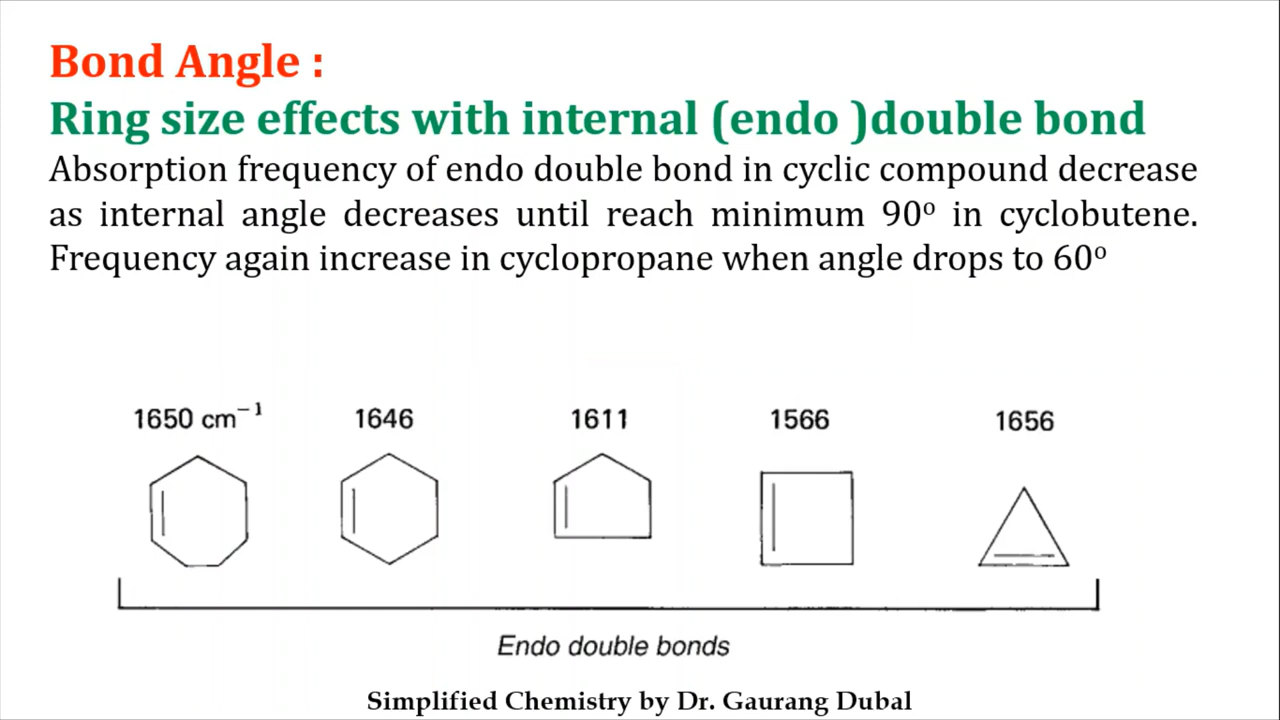 Bond Angle :
Ring size effects with internal (endo )double bond
Absorption frequency of endo double bond in cyclic compound decrease
as internal angle decreases until reach minimum 90º in cyclobutene.
Frequency again increase in cyclopropane when angle drops to 60º
1650 cm⁻¹ 1646 1611 1566 1656
Endo double bonds
Simplified Chemistry by Dr. Gaurang Dubal